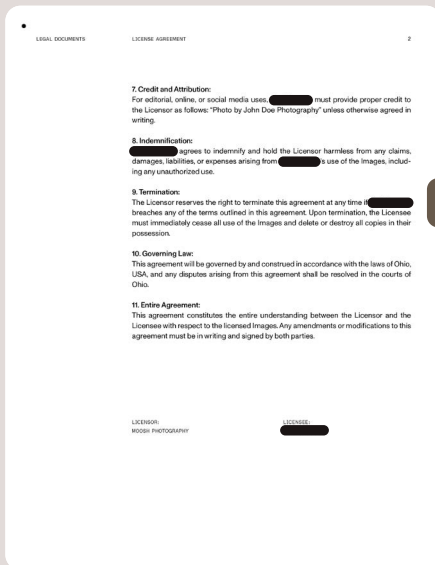 LEGAL DOCUMENTS LICENSE AGREEMENT 2
7. Credit and Attribution:
For editorial, online, or social media uses, must provide proper credit to
the Licensor as follows: “Photo by John Doe Photography” unless otherwise agreed in
writing.
8. Indemnification:
agrees to indemnify and hold the Licensor harmless from any claims,
damages, liabilities, or expenses arising from 's use of the Images, includ-
ing any unauthorized use.
9. Termination:
The Licensor reserves the right to terminate this agreement at any time if
breaches any of the terms outlined in this agreement. Upon termination, the Licensee
must immediately cease all use of the Images and delete or destroy all copies in their
possession.
10. Governing Law:
This agreement will be governed by and construed in accordance with the laws of Ohio,
USA, and any disputes arising from this agreement shall be resolved in the courts of
Ohio.
11. Entire Agreement:
This agreement constitutes the entire understanding between the Licensor and the
Licensee with respect to the licensed Images. Any amendments or modifications to this
agreement must be in writing and signed by both parties.
LICENSOR: LICENSEE:
MOOSH PHOTOGRAPHY